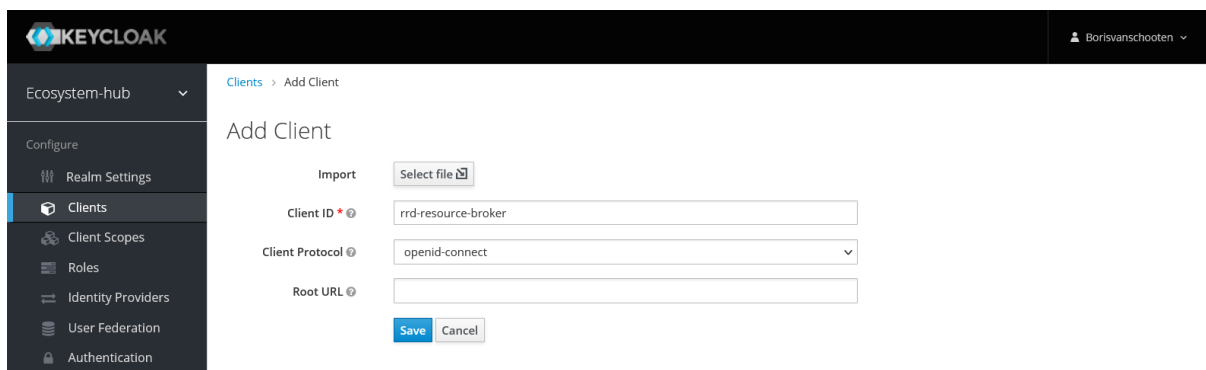 KEYCLOAK
Borisvanschooten
Ecosystem-hub
Clients > Add Client
Add Client
Configure
Import Select file
Realm Settings
Clients
Client ID * rrd-resource-broker
Client Scopes
Client Protocol openid-connect
Roles
Root URL
Identity Providers
User Federation
Save Cancel
Authentication